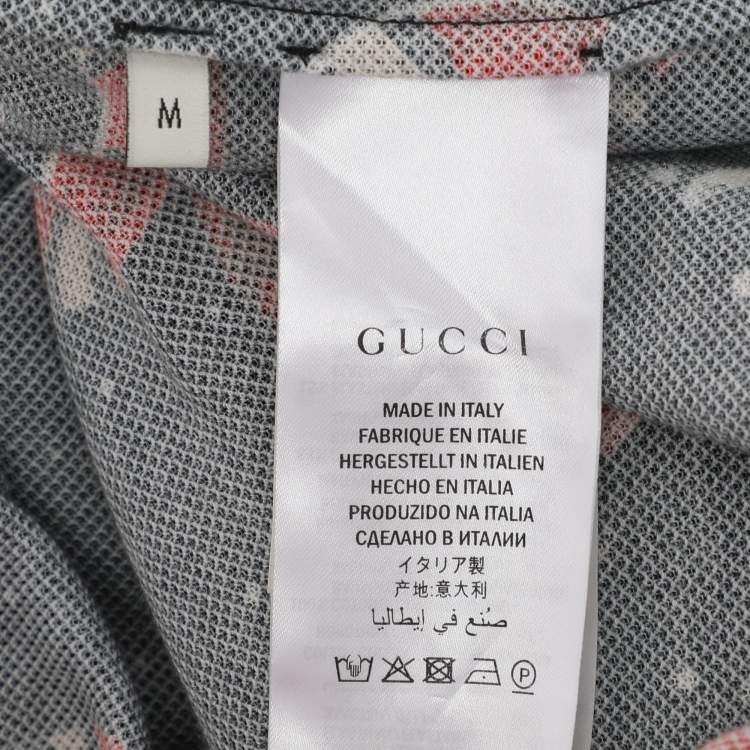 M
GUCCI
MADE IN ITALY
FABRIQUE EN ITALIE
HERGESTELLT IN ITALIEN
HECHO EN ITALIA
PRODUZIDO NA ITALIA
СДЕЛАНО В ИТАЛИИ
イタリア製
产地:意大利
صُنع في إيطاليا
P